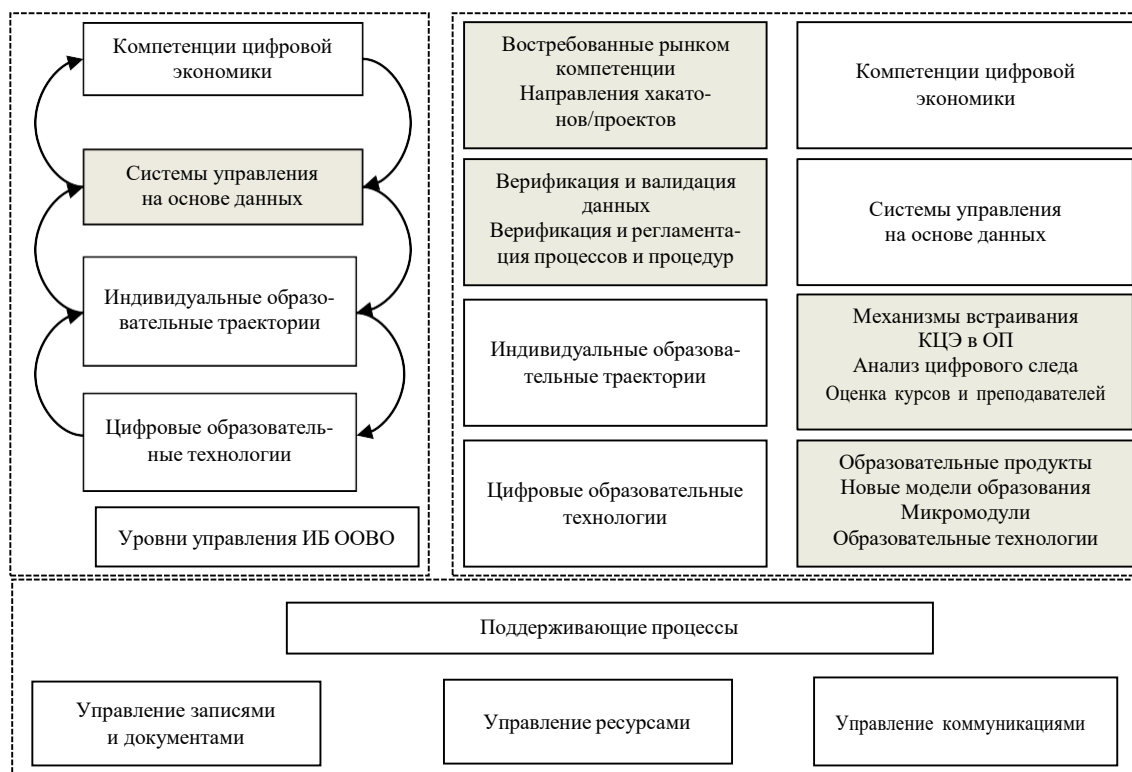 Компетенции цифровой
экономики
Системы управления
на основе данных
Индивидуальные образо-
вательные траектории
Цифровые образователь-
ные технологии
Уровни управления ИБ ООВО
Востребованные рынком
компетенции
Направления хакато-
нов/проектов
Компетенции цифровой
экономики
Верификация и валидация
данных
Верификация и регламента-
ция процессов и процедур
Системы управления
на основе данных
Индивидуальные образова-
тельные траектории
Механизмы встраивания
КЦЭ в ОП
Анализ цифрового следа
Оценка курсов и преподавателей
Цифровые образовательные
технологии
Образовательные продукты
Новые модели образования
Микромодули
Образовательные технологии
Поддерживающие процессы
Управление записями
и документами
Управление ресурсами
Управление коммуникациями